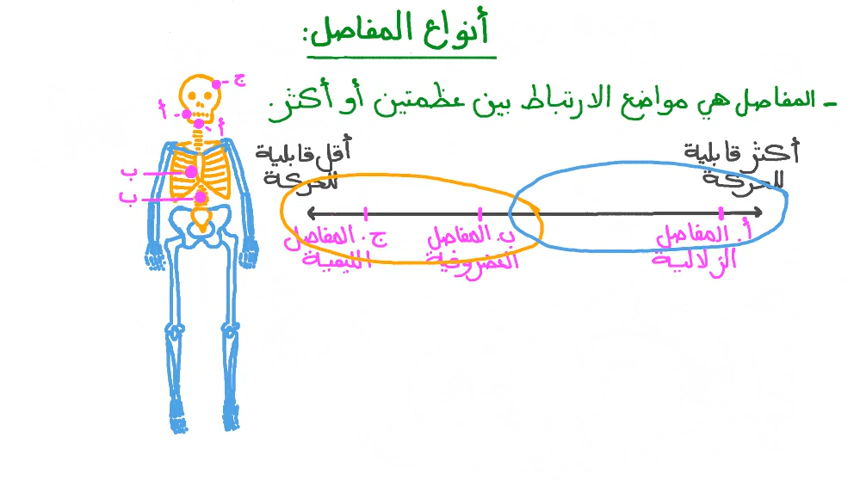 أنواع المفاصل:
- المفاصل هي مواضع الارتباط بين عظمتين أو أكثر.
أكثر قابلية
للحركة
أقل قابلية
للحركة
أ. المفاصل
الزلالية
ب. المفاصل
الغضروفية
ج. المفاصل
الليفية
ج
أ
أ
ب
ب